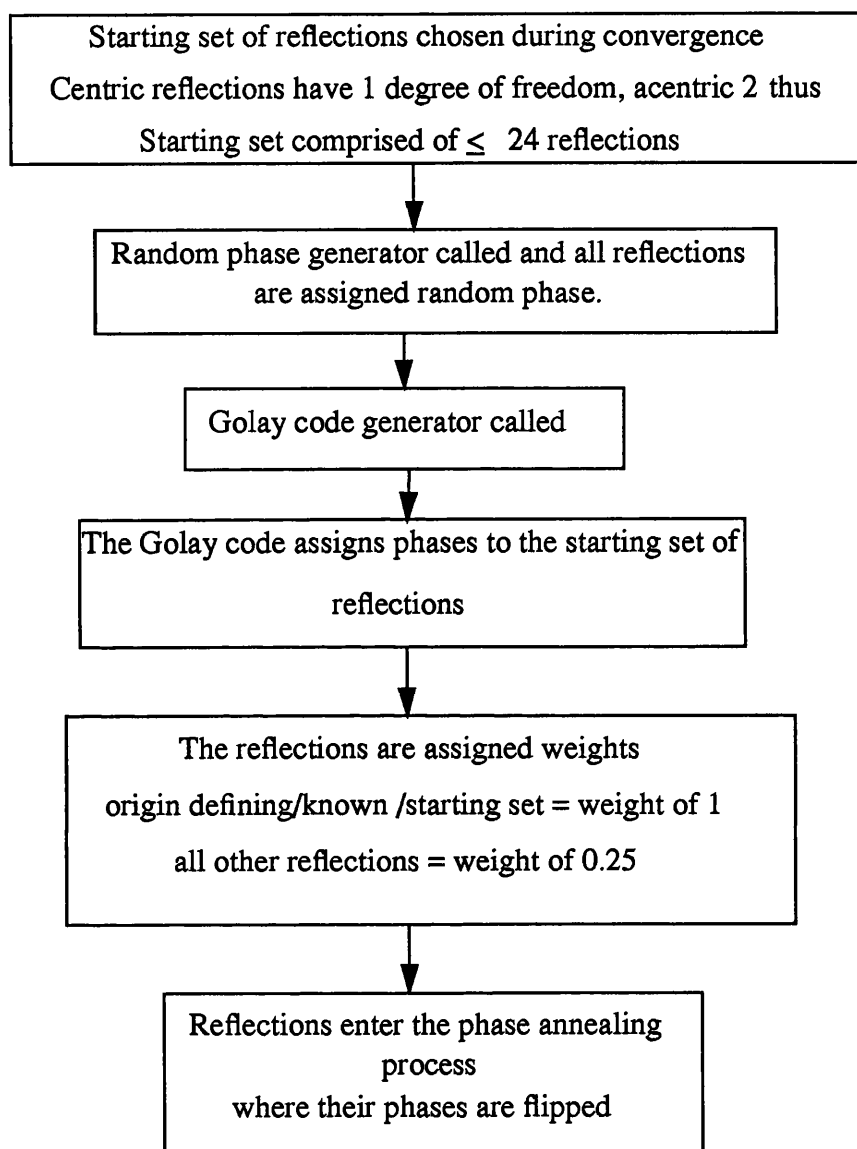 Starting set of reflections chosen during convergence
Centric reflections have 1 degree of freedom, acentric 2 thus
Starting set comprised of ≤ 24 reflections
Random phase generator called and all reflections
are assigned random phase.
Golay code generator called
The Golay code assigns phases to the starting set of
reflections
The reflections are assigned weights
origin defining/known /starting set = weight of 1
all other reflections = weight of 0.25
Reflections enter the phase annealing
process
where their phases are flipped